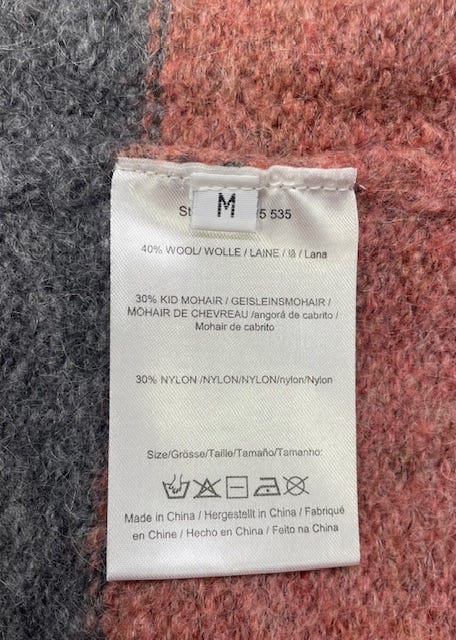 St
M
5 535
40% WOOL/ WOLLE / LAINE / 绵 / Lana
30% KID MOHAIR / GEISLEINSMOHAIR /
MOHAIR DE CHEVREAU /angorá de cabrito /
Mohair de cabrito
30% NYLON /NYLON/NYLON/nylon/Nylon
Size/Grösse/Taille/Tamaño/Tamanho:
Made in China / Hergestellt in China / Fabriqué
en Chine / Hecho en China / Feito na China